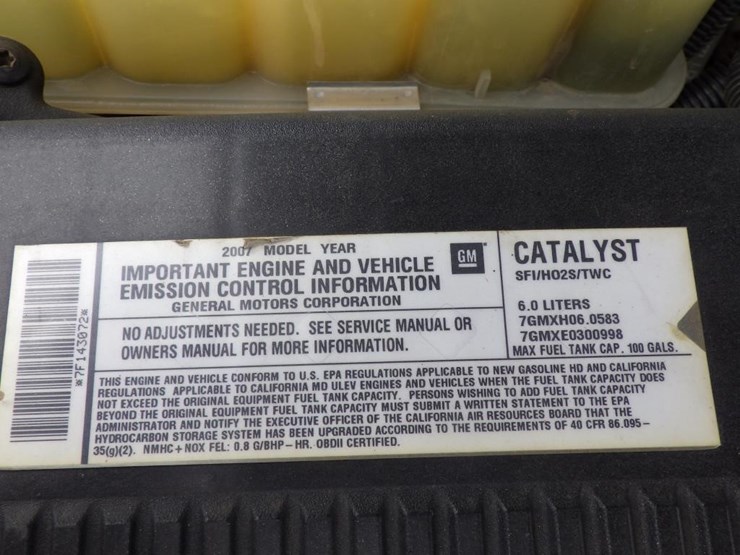 2007 MODEL YEAR
IMPORTANT ENGINE AND VEHICLE
EMISSION CONTROL INFORMATION
GENERAL MOTORS CORPORATION
GM
NO ADJUSTMENTS NEEDED. SEE SERVICE MANUAL OR
OWNERS MANUAL FOR MORE INFORMATION.
CATALYST
SFI/HO2S/TWC
6.0 LITERS
7GMXH06.0583
7GMXE0300998
MAX FUEL TANK CAP. 100 GALS.
THIS ENGINE AND VEHICLE CONFORM TO U.S. EPA REGULATIONS APPLICABLE TO NEW GASOLINE HD AND CALIFORNIA
REGULATIONS APPLICABLE TO CALIFORNIA MD ULEV ENGINES AND VEHICLES WHEN THE FUEL TANK CAPACITY DOES
NOT EXCEED THE ORIGINAL EQUIPMENT FUEL TANK CAPACITY. PERSONS WISHING TO ADD FUEL TANK CAPACITY
BEYOND THE ORIGINAL EQUIPMENT FUEL TANK CAPACITY MUST SUBMIT A WRITTEN STATEMENT TO THE EPA
ADMINISTRATOR AND NOTIFY THE EXECUTIVE OFFICER OF THE CALIFORNIA AIR RESOURCES BOARD THAT THE
HYDROCARBON STORAGE SYSTEM HAS BEEN UPGRADED ACCORDING TO THE REQUIREMENTS OF 40 CFR 86.095-
35(g)(2). NMHC+NOX FEL: 0.8 G/BHP-HR. OBDII CERTIFIED.
*7F143072*